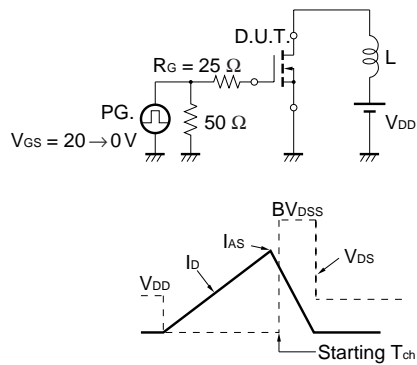 D.U.T.
RG = 25 Ω
L
PG.
50 Ω
VDD
VGS = 20 → 0 V
BVDSS
IAS
ID
VDS
VDD
Starting Tch